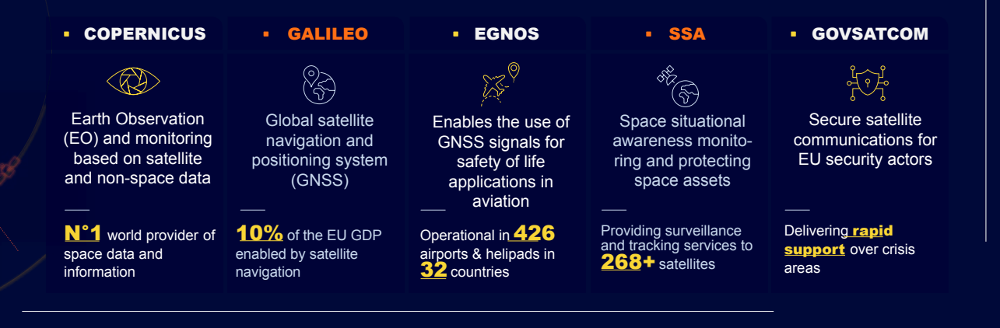 COPERNICUS
Earth Observation
(EO) and monitoring
based on satellite
and non-space data
N°1 world provider of
space data and
information
GALILEO
Global satellite
navigation and
positioning system
(GNSS)
10% of the EU GDP
enabled by satellite
navigation
EGNOS
Enables the use of
GNSS signals for
safety of life
applications in
aviation
Operational in 426
airports & helipads in
32 countries
SSA
Space situational
awareness monito-
ring and protecting
space assets
Providing surveillance
and tracking services to
268+ satellites
GOVSATCOM
Secure satellite
communications for
EU security actors
Delivering rapid
support over crisis
areas